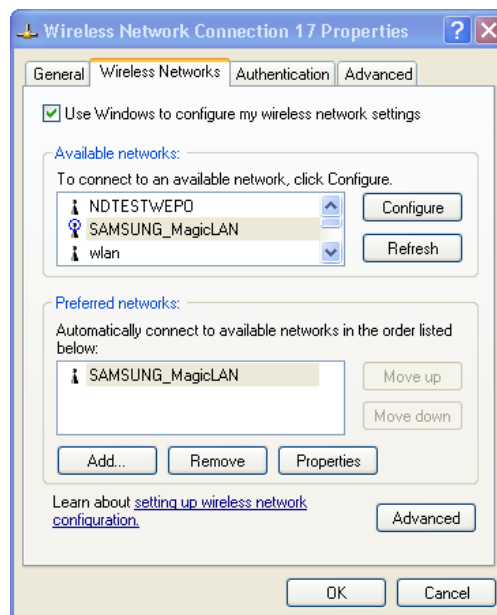 Wireless Network Connection 17 Properties
General Wireless Networks Authentication Advanced
Use Windows to configure my wireless network settings
Available networks:
To connect to an available network, click Configure.
NDTESTWEP0
SAMSUNG_MagicLAN
wlan
Configure
Refresh
Preferred networks:
Automatically connect to available networks in the order listed
below:
SAMSUNG_MagicLAN
Move up
Move down
Add... Remove Properties
Learn about setting up wireless network
configuration.
Advanced
OK Cancel